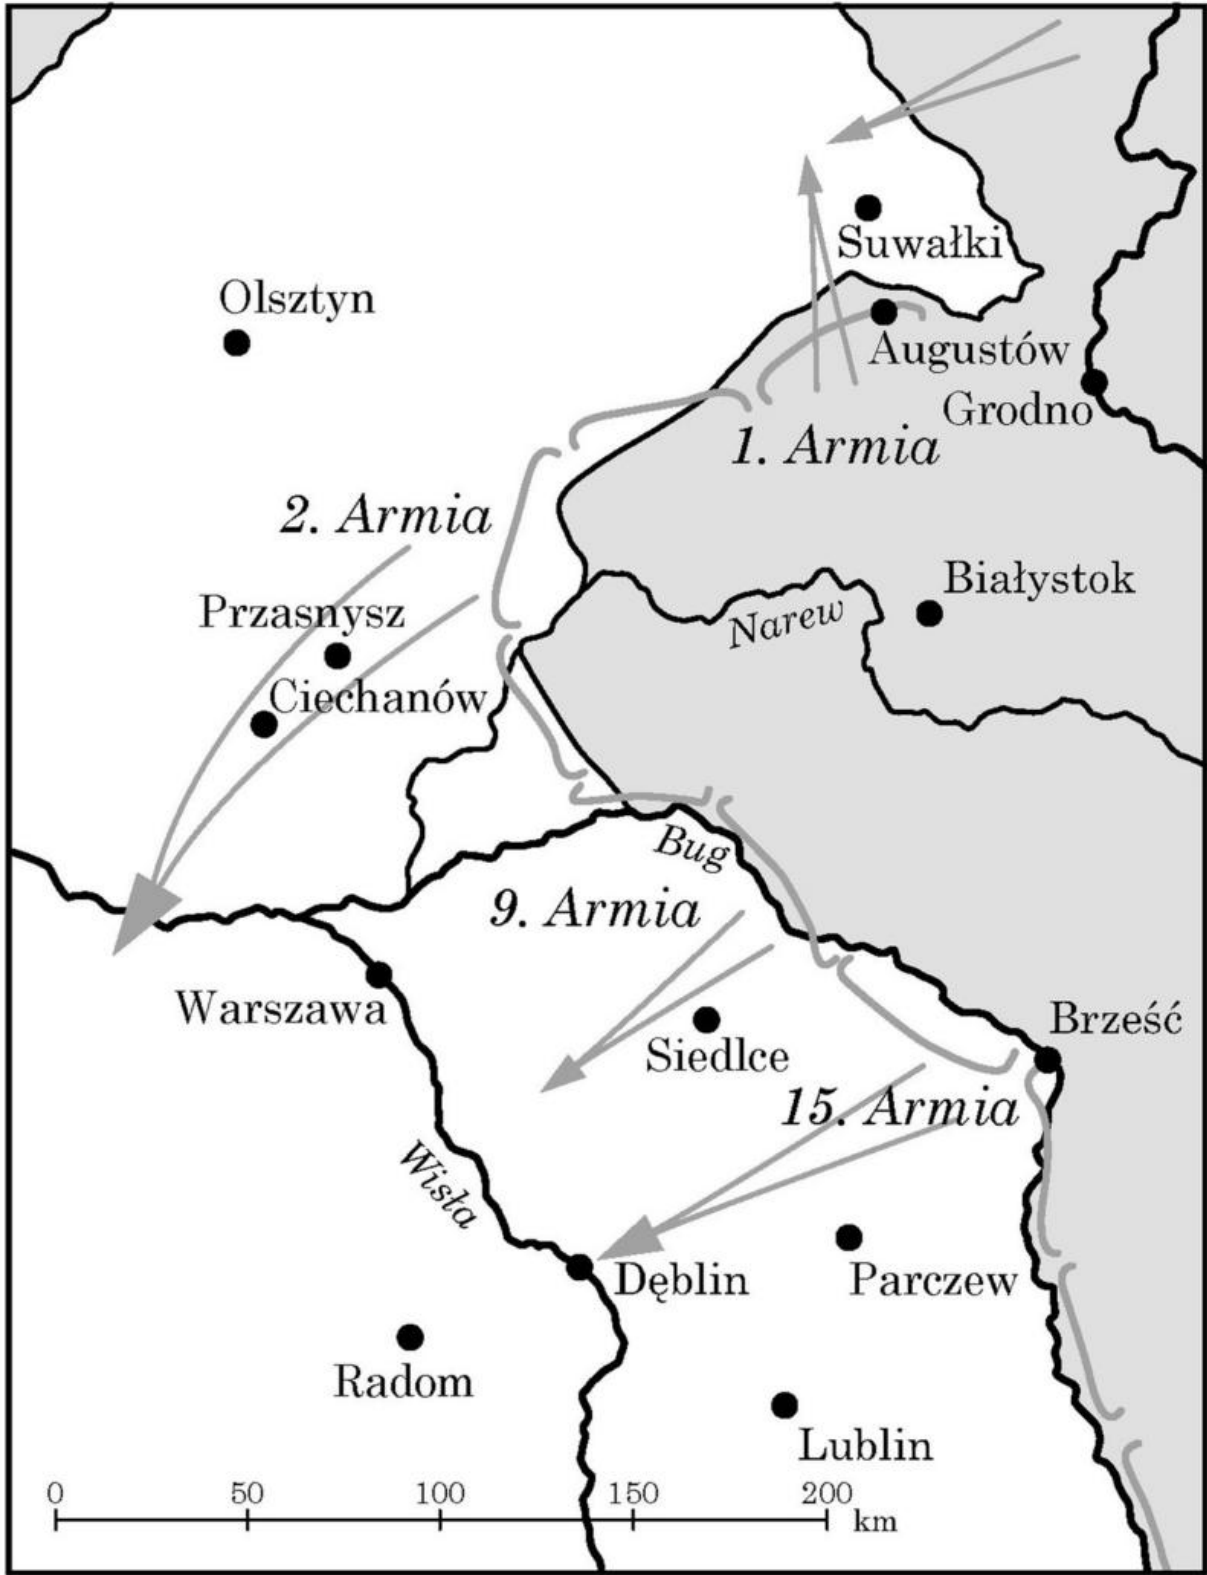 Suwałki
Olsztyn
Augustów
Grodno
1. Armia
2. Armia
Białystok
Przasnysz
Narew
Ciechanów
Bug
9. Armia
Warszawa
Brześć
Siedlce
15. Armia
Wisła
Dęblin
Parczew
Radom
Lublin
0 50 100 150 200
km